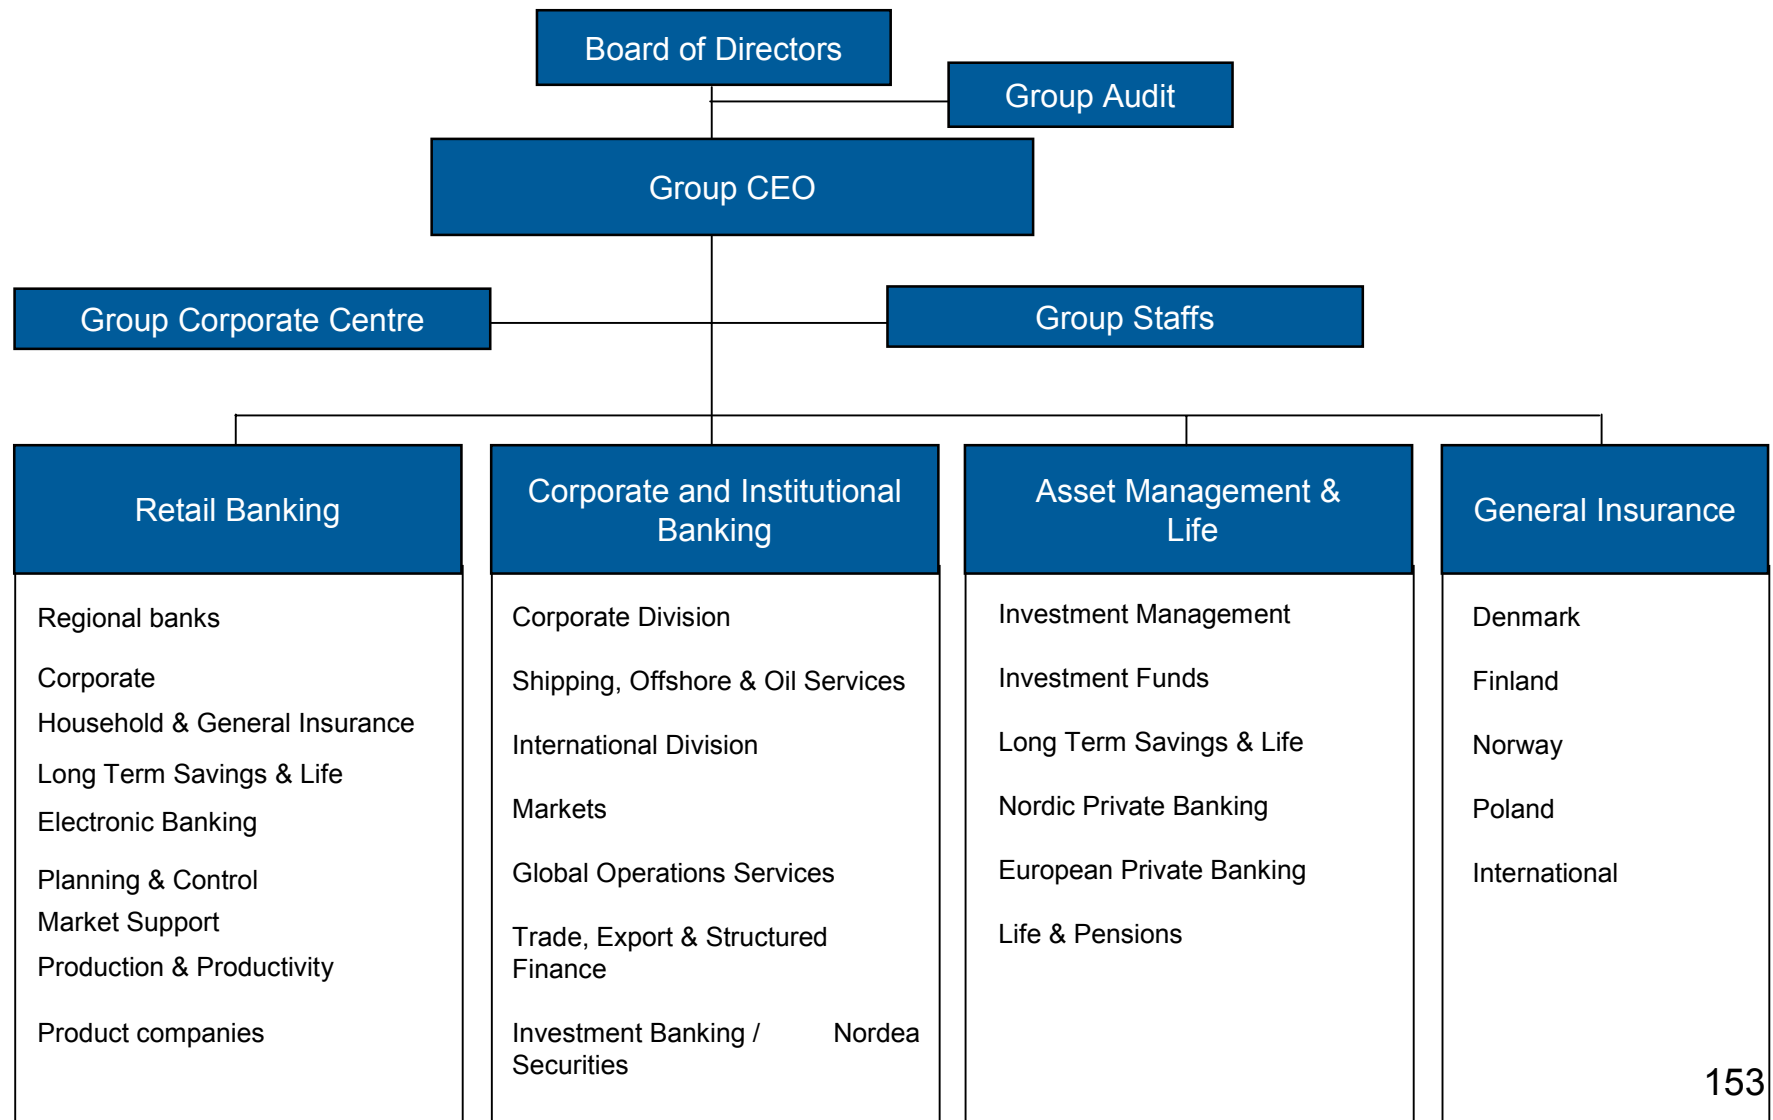 Board of Directors
Group Audit
Group CEO
Group Corporate Centre
Group Staffs
Retail Banking
Regional banks
Corporate
Household & General Insurance
Long Term Savings & Life
Electronic Banking
Planning & Control
Market Support
Production & Productivity
Product companies
Corporate and Institutional
Banking
Corporate Division
Shipping, Offshore & Oil Services
International Division
Markets
Global Operations Services
Trade, Export & Structured
Finance
Investment Banking / Nordea
Securities
Asset Management &
Life
Investment Management
Investment Funds
Long Term Savings & Life
Nordic Private Banking
European Private Banking
Life & Pensions
General Insurance
Denmark
Finland
Norway
Poland
International
153